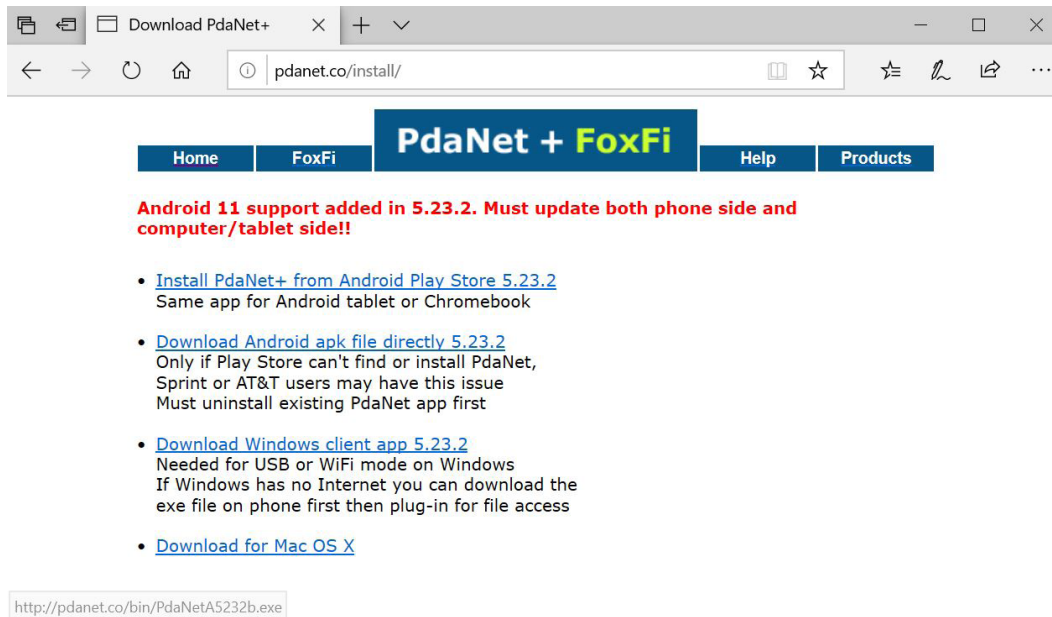 Download PdaNet+
pdanet.co/install/
PdaNet + FoxFi
Home FoxFi Help Products
Android 11 support added in 5.23.2. Must update both phone side and
computer/tablet side!!
• Install PdaNet+ from Android Play Store 5.23.2
Same app for Android tablet or Chromebook
• Download Android apk file directly 5.23.2
Only if Play Store can't find or install PdaNet,
Sprint or AT&T users may have this issue
Must uninstall existing PdaNet app first
• Download Windows client app 5.23.2
Needed for USB or WiFi mode on Windows
If Windows has no Internet you can download the
exe file on phone first then plug-in for file access
• Download for Mac OS X
http://pdanet.co/bin/PdaNetA5232b.exe